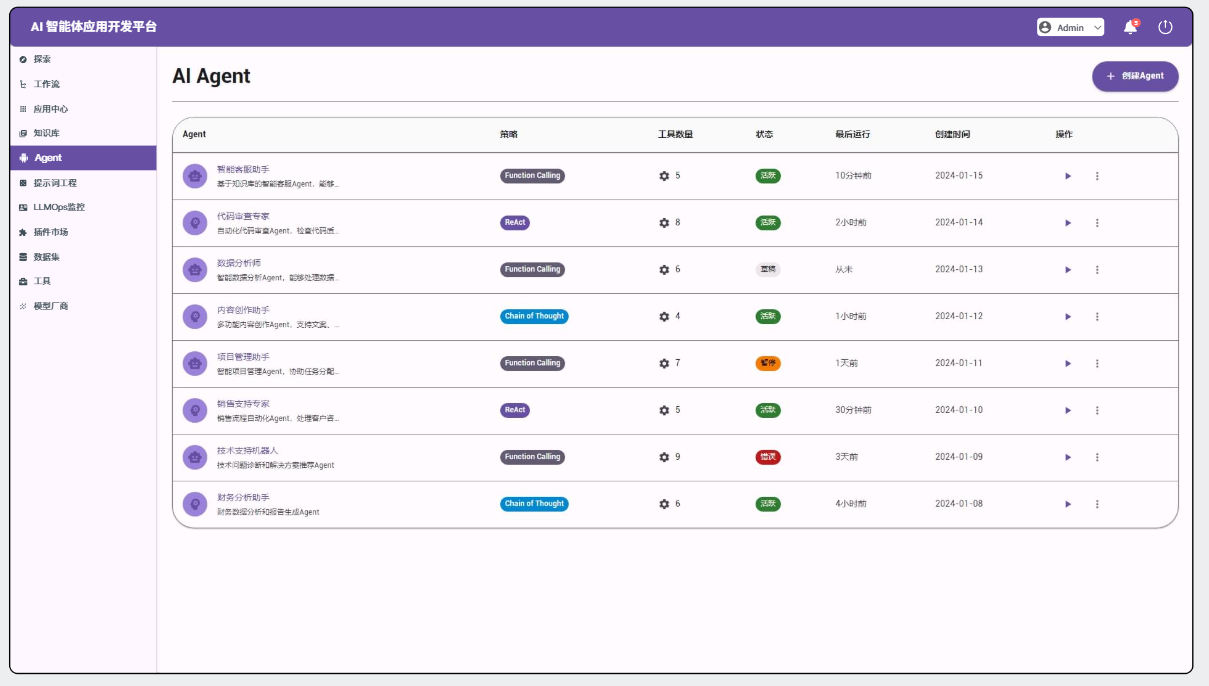 AI 智能体应用开发平台
Admin
3
探索
工作流
应用中心
知识库
Agent
提示词工程
LLMOps监控
插件市场
数据集
工具
模型厂商
AI Agent
+ 创建Agent
Agent 策略 工具数量 状态 最后运行 创建时间 操作
智能客服助手
基于知识库的智能客服Agent，能够...
Function Calling 5 活跃 10分钟前 2024-01-15
代码审查专家
自动化代码审查Agent，检查代码质...
ReAct 8 活跃 2小时前 2024-01-14
数据分析师
智能数据分析Agent，能够处理数据...
Function Calling 6 草稿 从未 2024-01-13
内容创作助手
多功能内容创作Agent，支持文案、...
Chain of Thought 4 活跃 1小时前 2024-01-12
项目管理助手
智能项目管理Agent，协助任务分配...
Function Calling 7 暂停 1天前 2024-01-11
销售支持专家
销售流程自动化Agent，处理客户咨...
ReAct 5 活跃 30分钟前 2024-01-10
技术支持机器人
技术问题诊断和解决方案推荐Agent
Function Calling 9 错误 3天前 2024-01-09
财务分析助手
财务数据分析和报告生成Agent
Chain of Thought 6 活跃 4小时前 2024-01-08